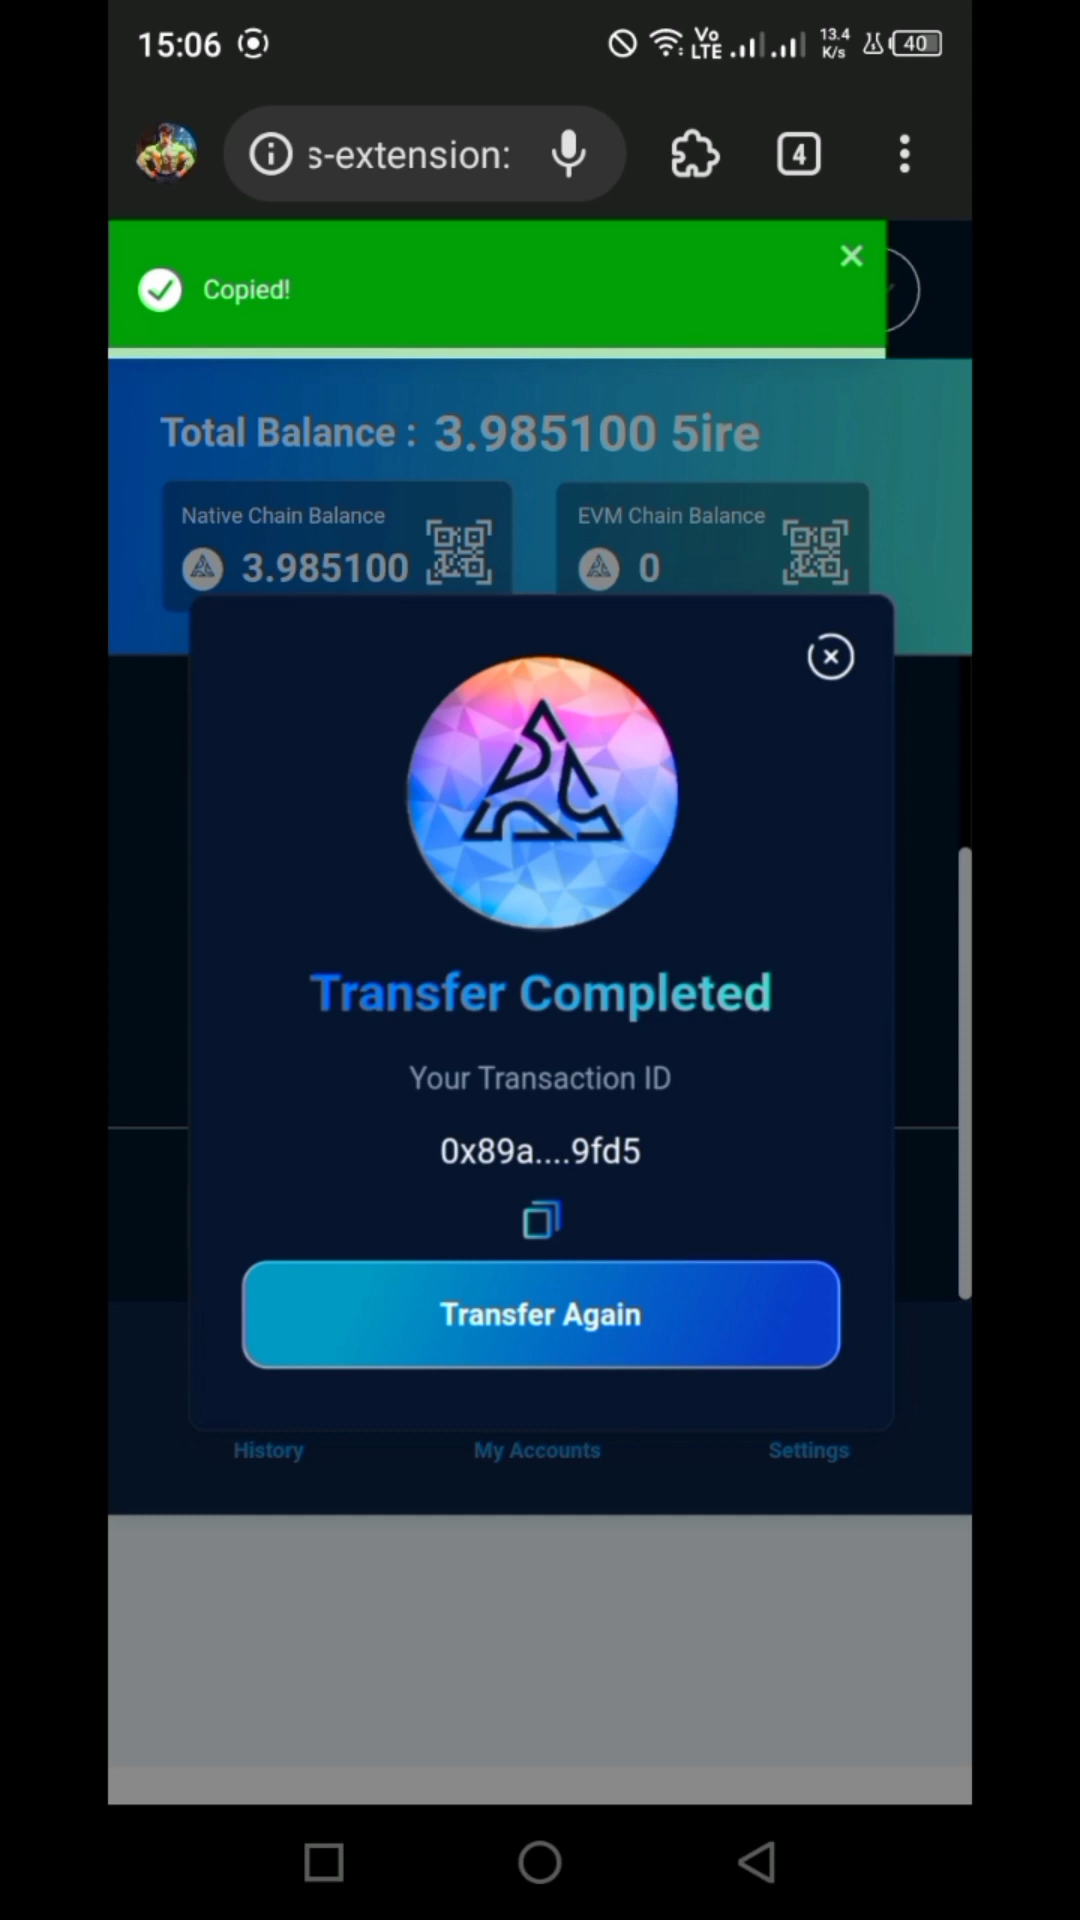 15:06
Vo
LTE
13.4
K/s
40
s-extension:
4
Copied!
Total Balance : 3.985100 5ire
Native Chain Balance
3.985100
EVM Chain Balance
0
Transfer Completed
Your Transaction ID
0x89a....9fd5
Transfer Again
History
My Accounts
Settings